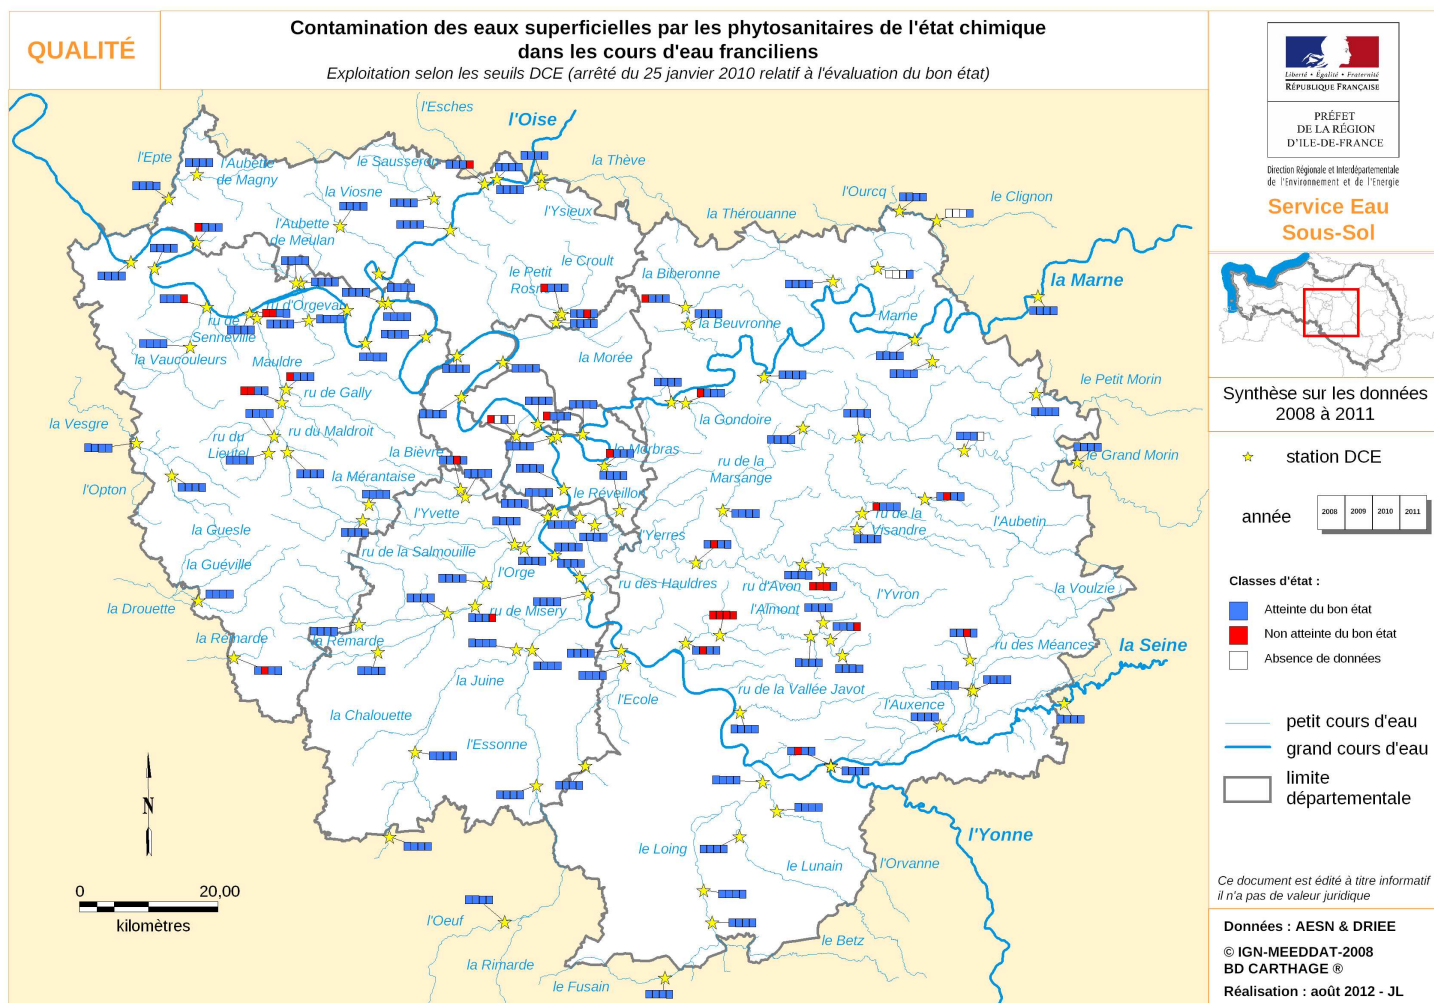 QUALITÉ
Contamination des eaux superficielles par les phytosanitaires de l'état chimique
dans les cours d'eau franciliens
Exploitation selon les seuils DCE (arrêté du 25 janvier 2010 relatif à l'évaluation du bon état)
Liberté • Égalité • Fraternité
RÉPUBLIQUE FRANÇAISE
PRÉFET
DE LA RÉGION
D'ILE-DE-FRANCE
Direction Régionale et Interdépartementale
de l'Environnement et de l'Energie
Service Eau
Sous-Sol
Synthèse sur les données
2008 à 2011
station DCE
année
2008 2009 2010 2011
Classes d'état :
Atteinte du bon état
Non atteinte du bon état
Absence de données
petit cours d'eau
grand cours d'eau
limite
départementale
Ce document est édité à titre informatif
il n'a pas de valeur juridique
Données : AESN & DRIEE
© IGN-MEEDDAT-2008
BD CARTHAGE ®
Réalisation : août 2012 - JL
l'Esches
l'Oise
l'Epte
l'Aubette
de Magny
le Sausseron
la Thève
la Viosne
l'Ourcq
le Clignon
l'Ysieux
la Thérouanne
l'Aubette
de Meulan
le Croult
le Petit
la Biberonne
la Marne
ru d'Orgeval
ru de
Senneville
la Beuvronne
Marne
la Vaucouleurs
Mauldre
la Morée
le Petit Morin
ru de Gally
la Vesgre
la Gondoire
ru du
Lieutel
ru du Maldroit
la Bièvre
le Morbras
le Grand Morin
l'Opton
la Mérantaise
ru de la
Marsange
le Réveillon
l'Yvette
la Guesle
ru de la
Visandre
l'Aubetin
l'Yerres
ru de la Salmouille
la Guéville
l'Orge
ru des Hauldres
ru d'Avon
la Voulzie
l'Yvron
la Drouette
ru de Misery
l'Almont
la Rémarde
la Rémarde
ru des Méances
la Seine
la Juine
ru de la Vallée Javot
l'Ecole
l'Auxence
la Chalouette
l'Essonne
N
l'Yonne
le Loing
le Lunain
l'Orvanne
0 20,00
kilomètres
l'Oeuf
le Betz
la Rimarde
le Fusain